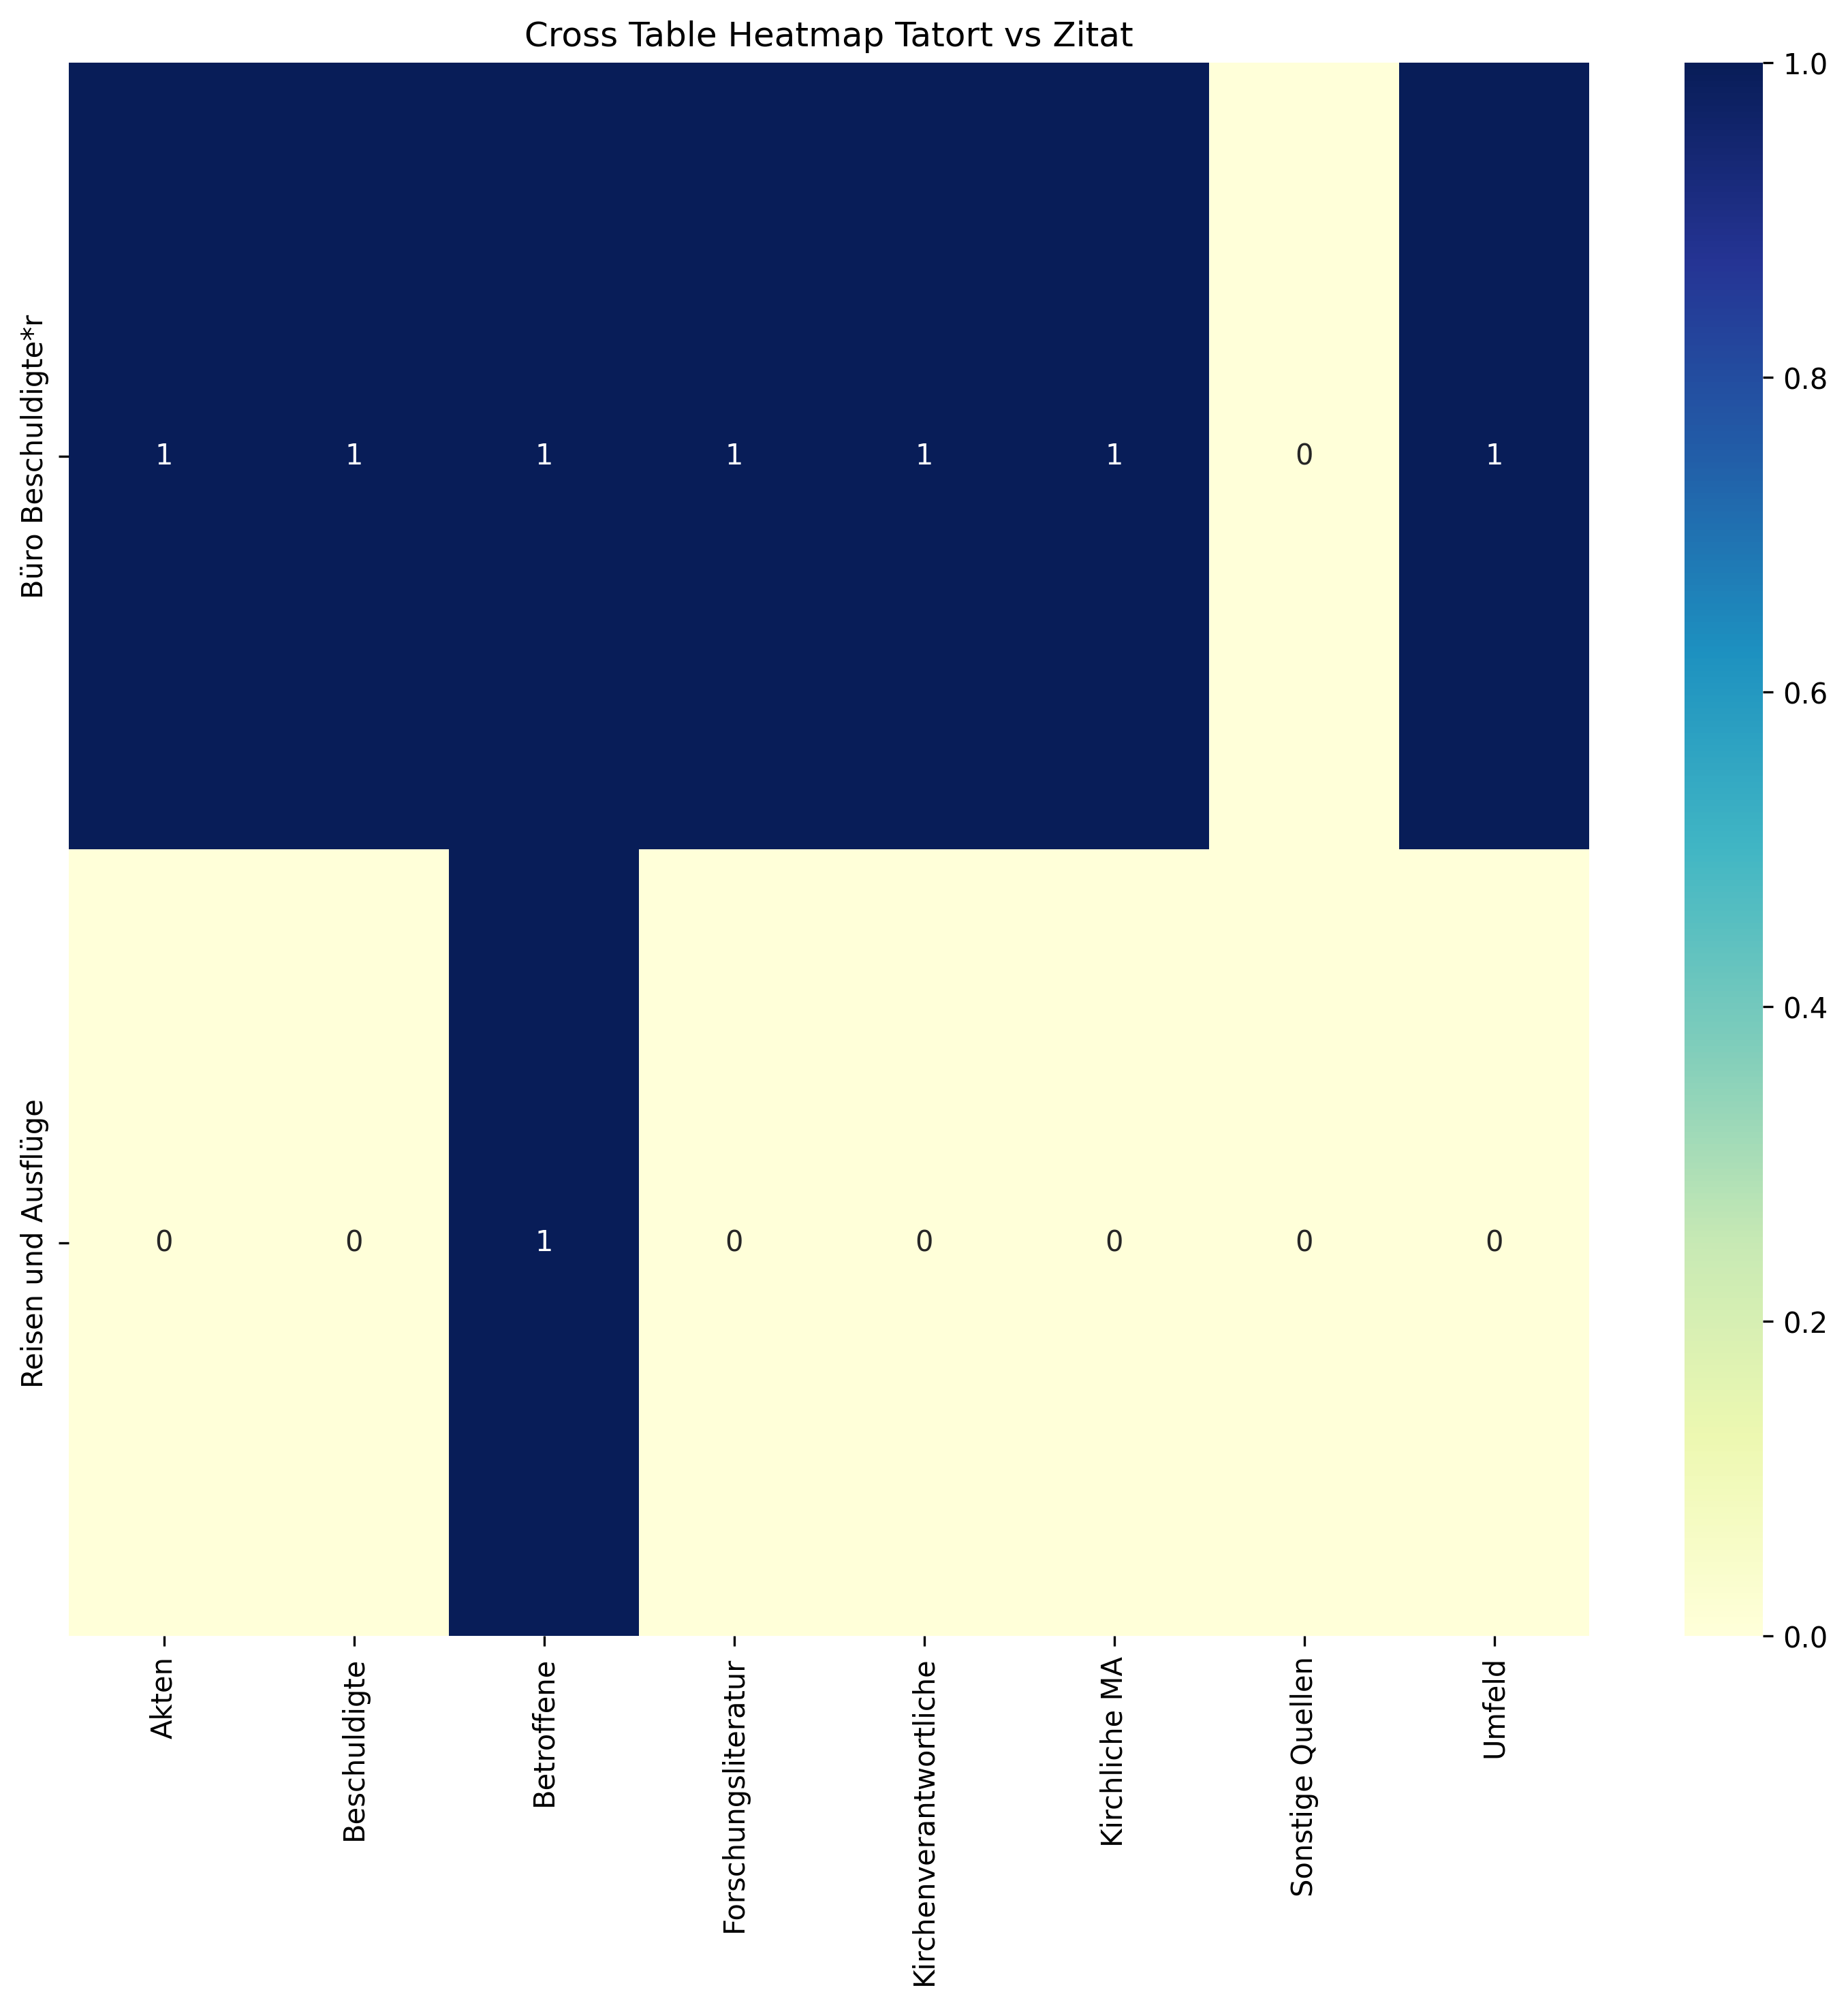 Cross Table Heatmap Tatort vs Zitat
Büro Beschuldigte*r
1 1 1 1 1 1 0 1
Reisen und Ausflüge
0 0 1 0 0 0 0 0
Akten
Beschuldigte
Betroffene
Forschungsliteratur
Kirchenverantwortliche
Kirchliche MA
Sonstige Quellen
Umfeld
1.0
0.8
0.6
0.4
0.2
0.0